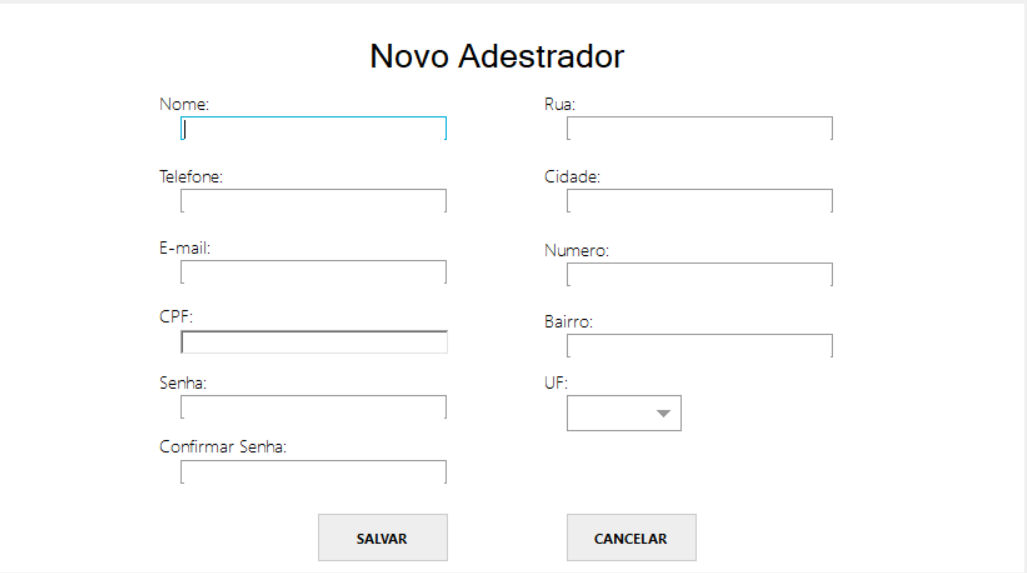 Novo Adestrador
Nome:
Telefone:
E-mail:
CPF:
Senha:
Confirmar Senha:
Rua:
Cidade:
Numero:
Bairro:
UF:
SALVAR
CANCELAR